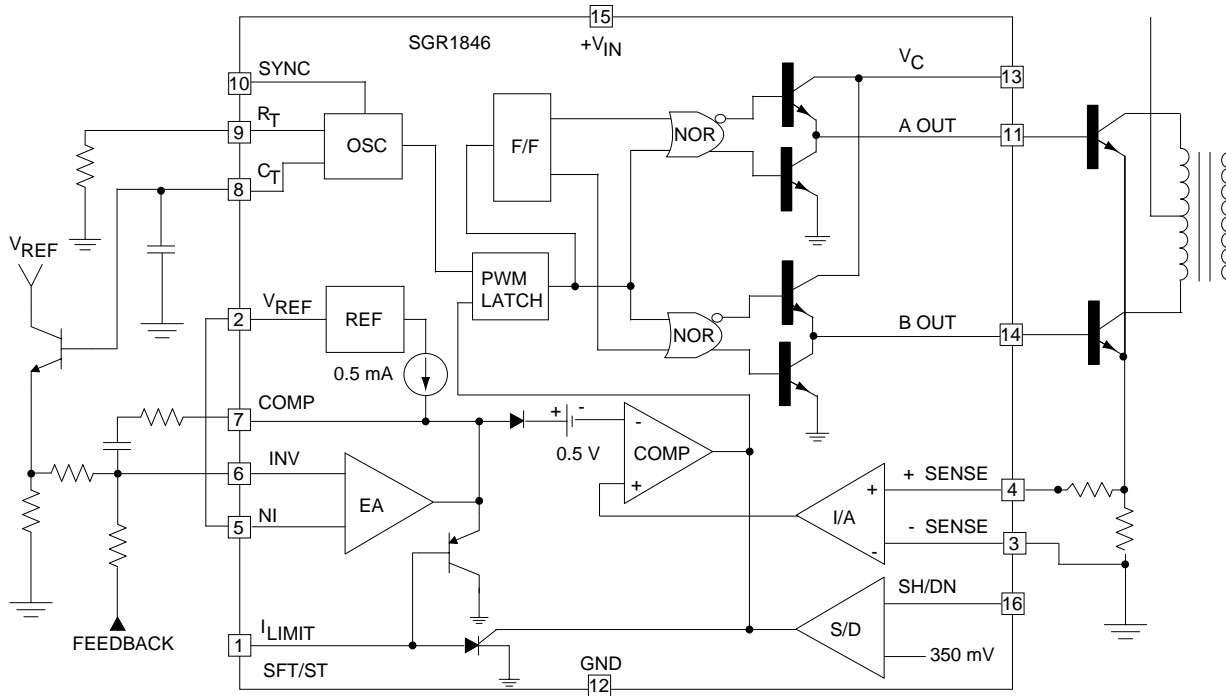 15
SGR1846
+VIN
10
SYNC
VC
13
9
RT
OSC
F/F
NOR
A OUT
11
8
CT
VREF
PWM
LATCH
2
VREF
REF
NOR
B OUT
14
0.5 mA
7
COMP
+ -
0.5 V
-
COMP
+
6
INV
EA
5
NI
I/A
+
-
+ SENSE
4
- SENSE
3
SH/DN
16
S/D
350 mV
FEEDBACK
1
ILIMIT
SFT/ST
GND
12